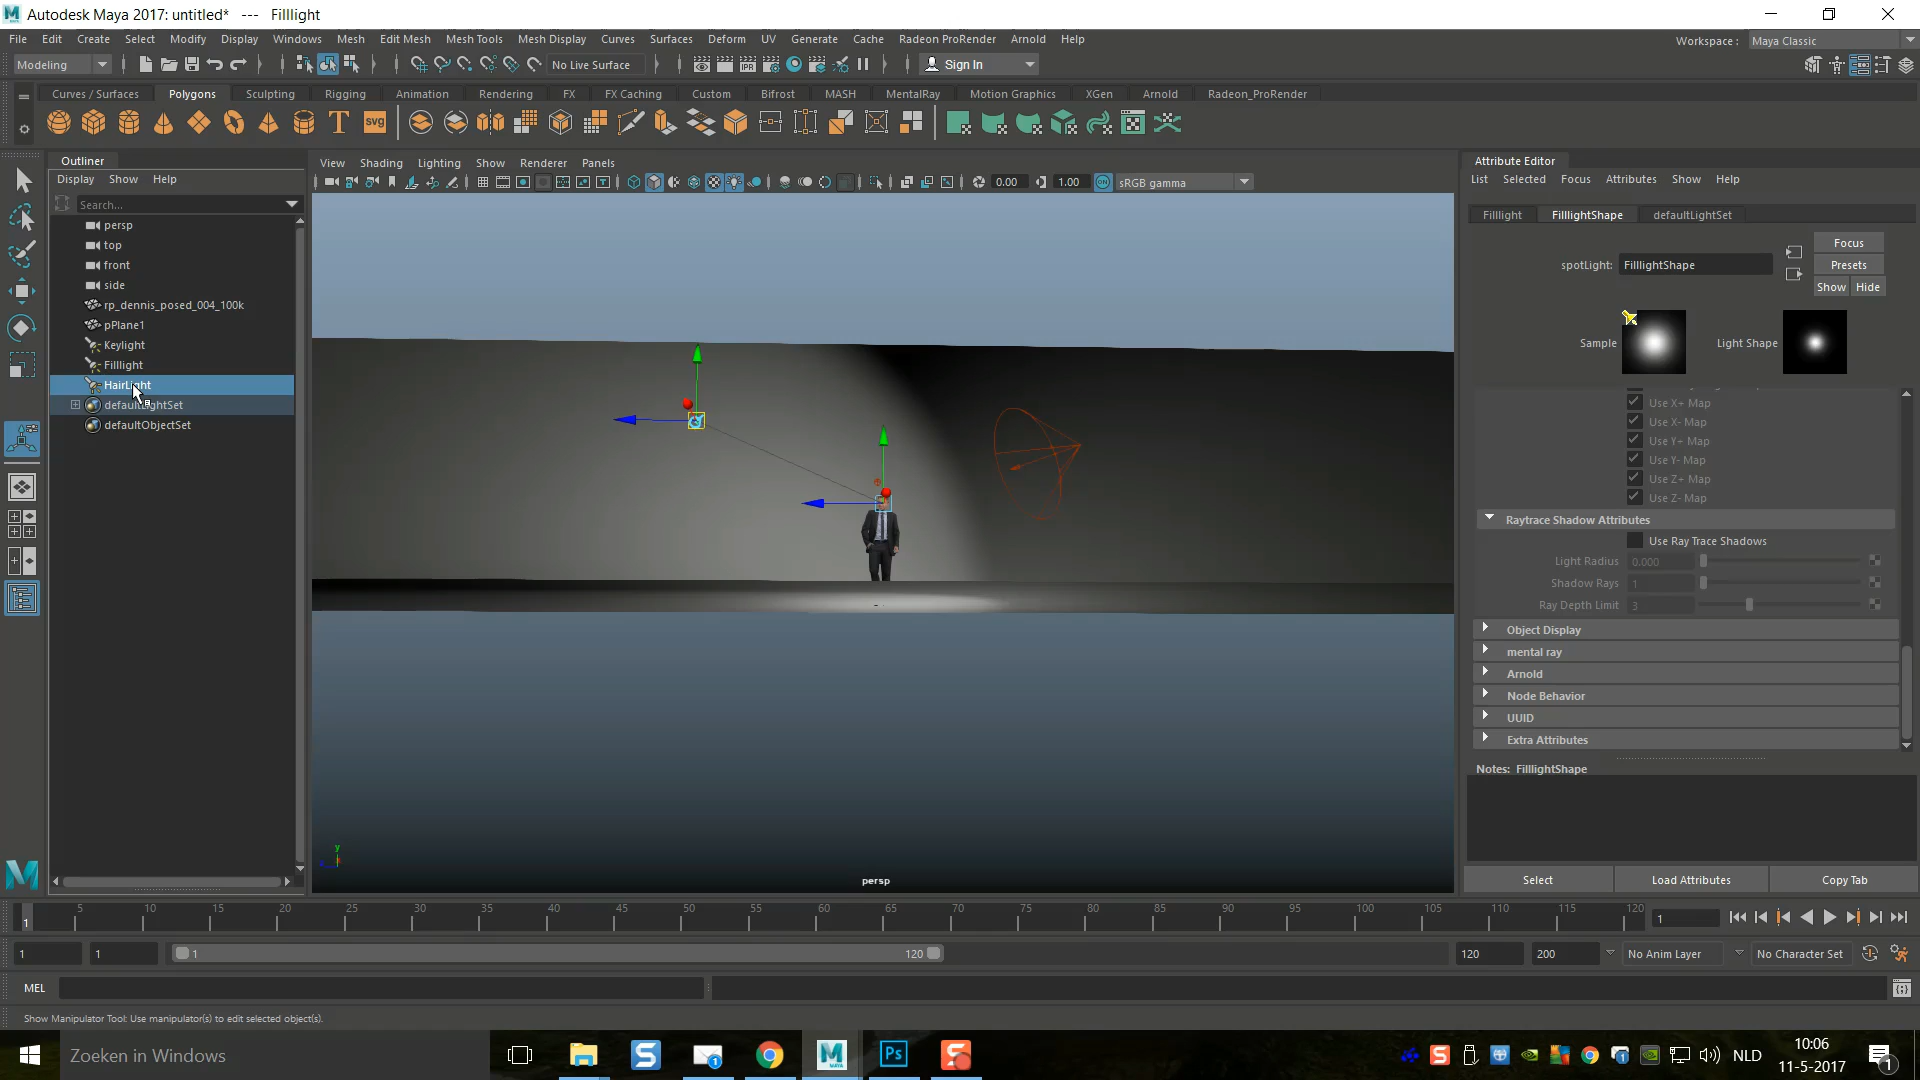 Autodesk Maya 2017: untitled* --- Filllight
File Edit Create Select Modify Display Windows Mesh Edit Mesh Mesh Tools Mesh Display Curves Surfaces Deform UV Generate Cache Radeon ProRender Arnold Help
Workspace : Maya Classic
Modeling No Live Surface Sign In
Curves / Surfaces Polygons Sculpting Rigging Animation Rendering FX FX Caching Custom Bifrost MASH MentalRay Motion Graphics XGen Arnold Radeon_ProRender
T SVG
Outliner
Display Show Help
Search...
persp
top
front
side
rp_dennis_posed_004_100k
pPlane1
Keylight
Filllight
HairLight
defaultLightSet
defaultObjectSet
View Shading Lighting Show Renderer Panels
0.00 1.00 sRGB gamma
y
persp
Attribute Editor
List Selected Focus Attributes Show Help
Filllight FilllightShape defaultLightSet
spotLight: FilllightShape
Focus
Presets
Show Hide
Sample Light Shape
Use X+ Map
Use X- Map
Use Y+ Map
Use Y- Map
Use Z+ Map
Use Z- Map
Raytrace Shadow Attributes
Use Ray Trace Shadows
Light Radius 0.000
Shadow Rays 1
Ray Depth Limit 3
Object Display
mental ray
Arnold
Node Behavior
UUID
Extra Attributes
Notes: FilllightShape
Select Load Attributes Copy Tab
1 5 10 15 20 25 30 35 40 45 50 55 60 65 70 75 80 85 90 95 100 105 110 115 120 1
1 1 1 120 120 200 No Anim Layer No Character Set
MEL
Show Manipulator Tool: Use manipulator(s) to edit selected object(s).
Zoeken in Windows
Ps
NLD
10:06
11-5-2017
1